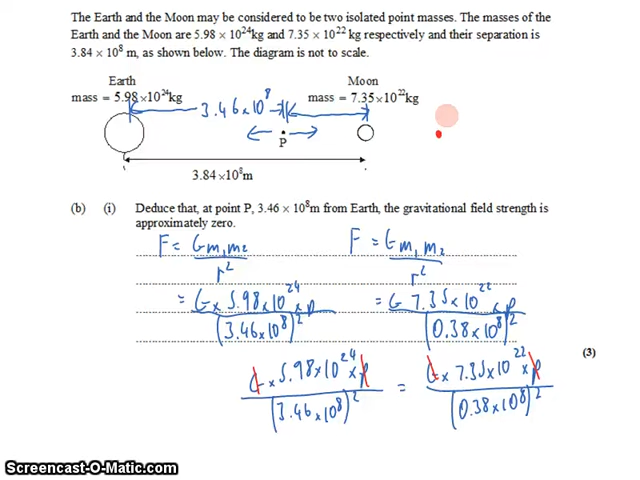 The Earth and the Moon may be considered to be two isolated point masses. The masses of the
Earth and the Moon are 5.98 × 10²⁴kg and 7.35 × 10²² kg respectively and their separation is
3.84 × 10⁸ m, as shown below. The diagram is not to scale.
Earth Moon
mass = 5.98×10²⁴kg 3.46×10⁸ mass = 7.35×10²²kg
P
3.84 ×10⁸m
(b) (i) Deduce that, at point P, 3.46 × 10⁸m from Earth, the gravitational field strength is
approximately zero.
F = Gm₁m₂ / r² F = Gm₁m₂ / r²
= G × 5.98×10²⁴ × p / (3.46×10⁸)² = G 7.35×10²² × p / (0.38×10⁸)²
(3)
G × 5.98×10²⁴ × p / (3.46×10⁸)² = G × 7.35×10²² × p / (0.38×10⁸)²
Screencast-O-Matic.com